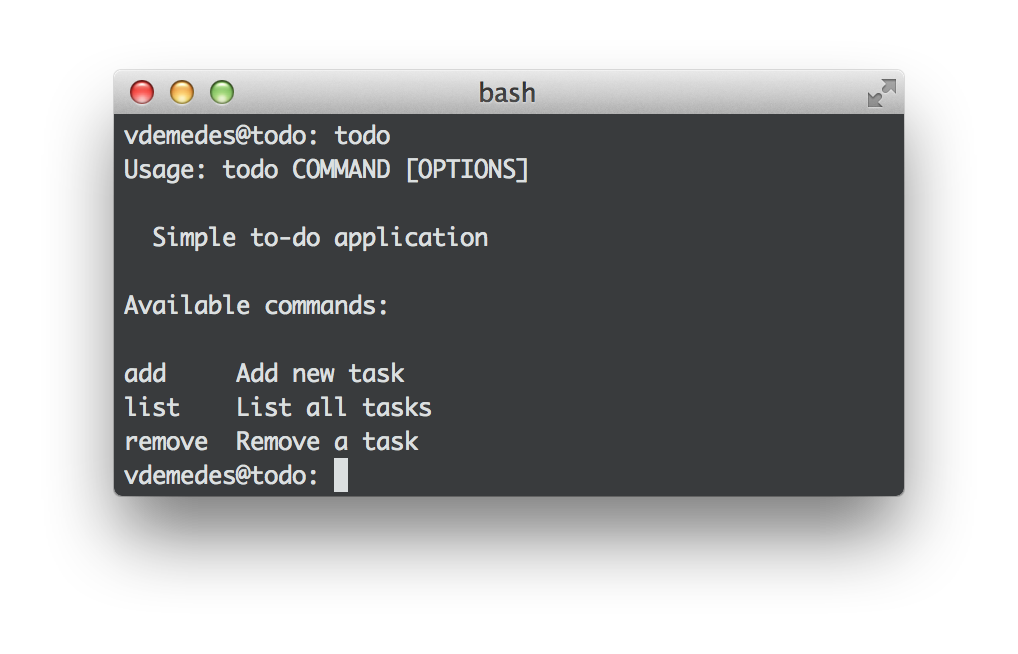 bash
vdemedes@todo: todo
Usage: todo COMMAND [OPTIONS]
  Simple to-do application
Available commands:
add     Add new task
list    List all tasks
remove  Remove a task
vdemedes@todo: